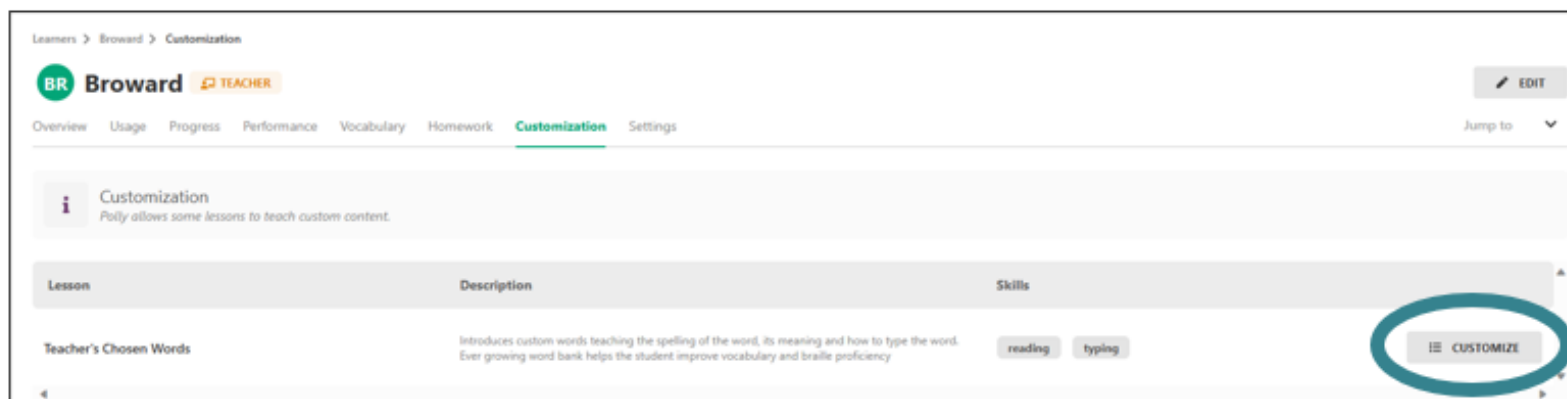 Learners > Broward > Customization
BR Broward TEACHER
EDIT
Overview Usage Progress Performance Vocabulary Homework Customization Settings
Jump to
i
Customization
Polly allows some lessons to teach custom content.
Lesson Description Skills
Teacher's Chosen Words
Introduces custom words teaching the spelling of the word, its meaning and how to type the word.
Ever growing word bank helps the student improve vocabulary and braille proficiency
reading typing
CUSTOMIZE